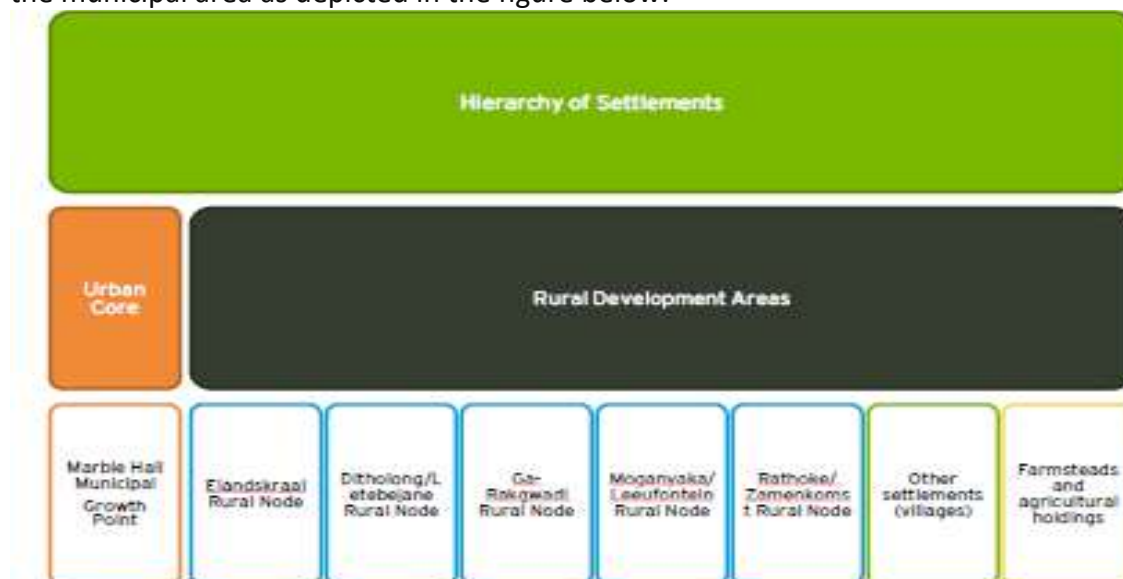 the municipal area as depicted in the figure below:
Hierarchy of Settlements
Urban
Core
Rural Development Areas
Marble Hall
Municipal
Growth
Point
Elandskraal
Rural Node
Ditholong/L
etebejane
Rural Node
Ga-
Rakgwadi
Rural Node
Moganyaka/
Leeufontein
Rural Node
Rathoke/
Zamenkoms
t Rural Node
Other
settlements
(villages)
Farmsteads
and
agricultural
holdings